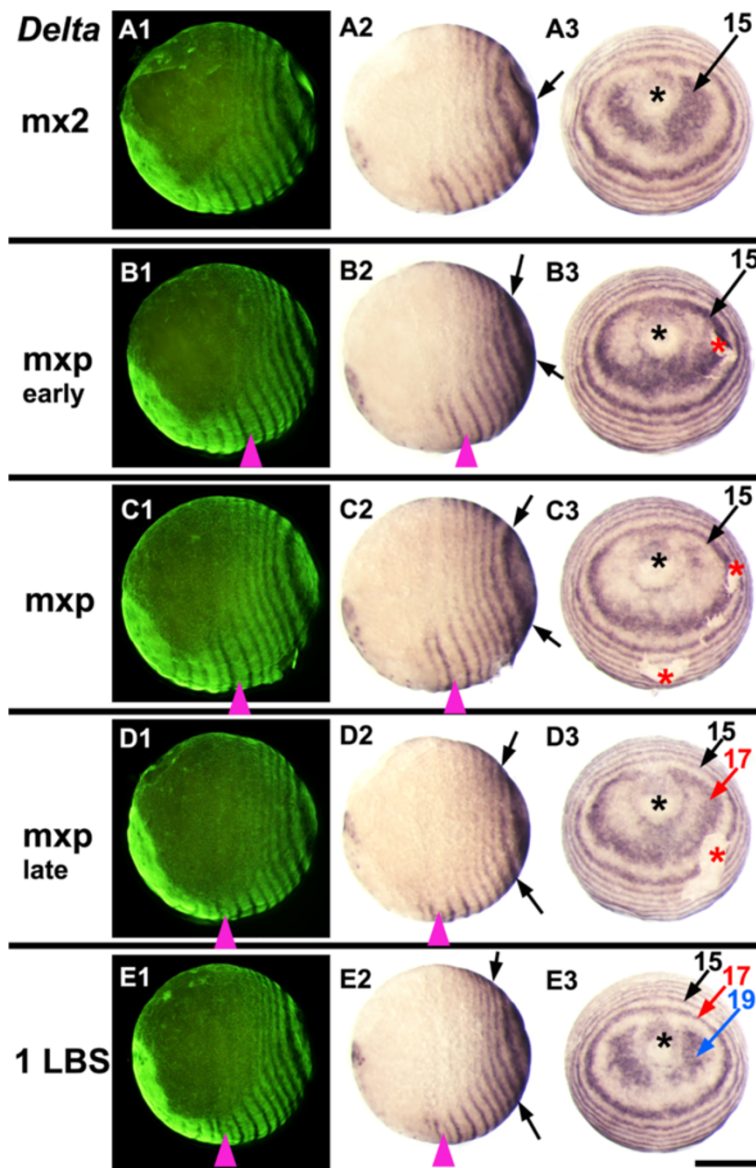 Delta
mx2
A1 A2 A3 15
*
mxp
early
B1 B2 B3 15
* *
mxp
C1 C2 C3 15
* *
*
mxp
late
D1 D2 D3 15
17
* *
1 LBS
E1 E2 E3 15 17
19
*